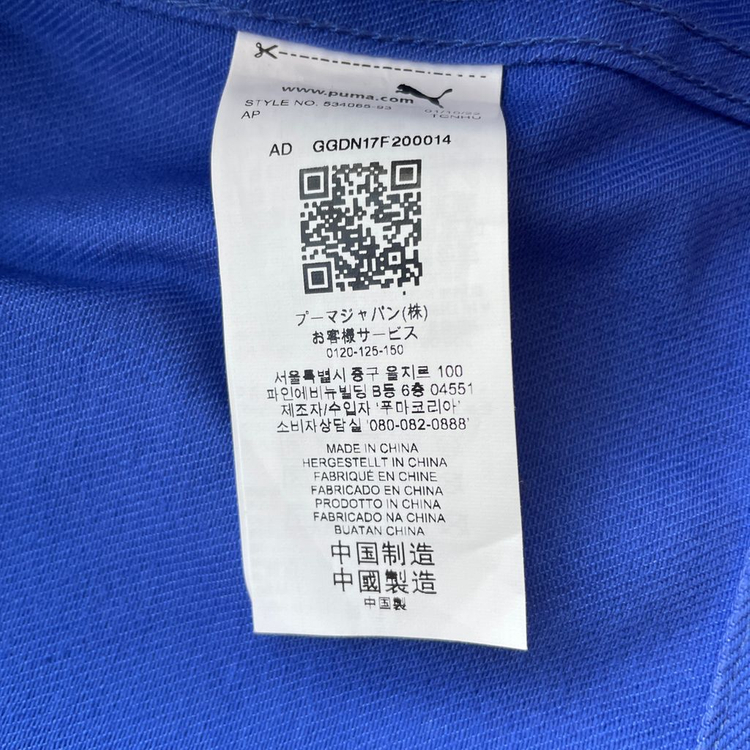 www.puma.com
STYLE NO. 534065-93
AP
TCNHU
AD GGDN17F200014
プーマジャパン(株)
お客様サービス
0120-125-150
서울특별시 중구 을지로 100
파인에비뉴빌딩 B동 6층 04551
제조자/수입자 '푸마코리아'
소비자상담실 '080-082-0888'
MADE IN CHINA
HERGESTELLT IN CHINA
FABRIQUÉ EN CHINE
FABRICADO EN CHINA
PRODOTTO IN CHINA
FABRICADO NA CHINA
BUATAN CHINA
中国制造
中國製造
中国製